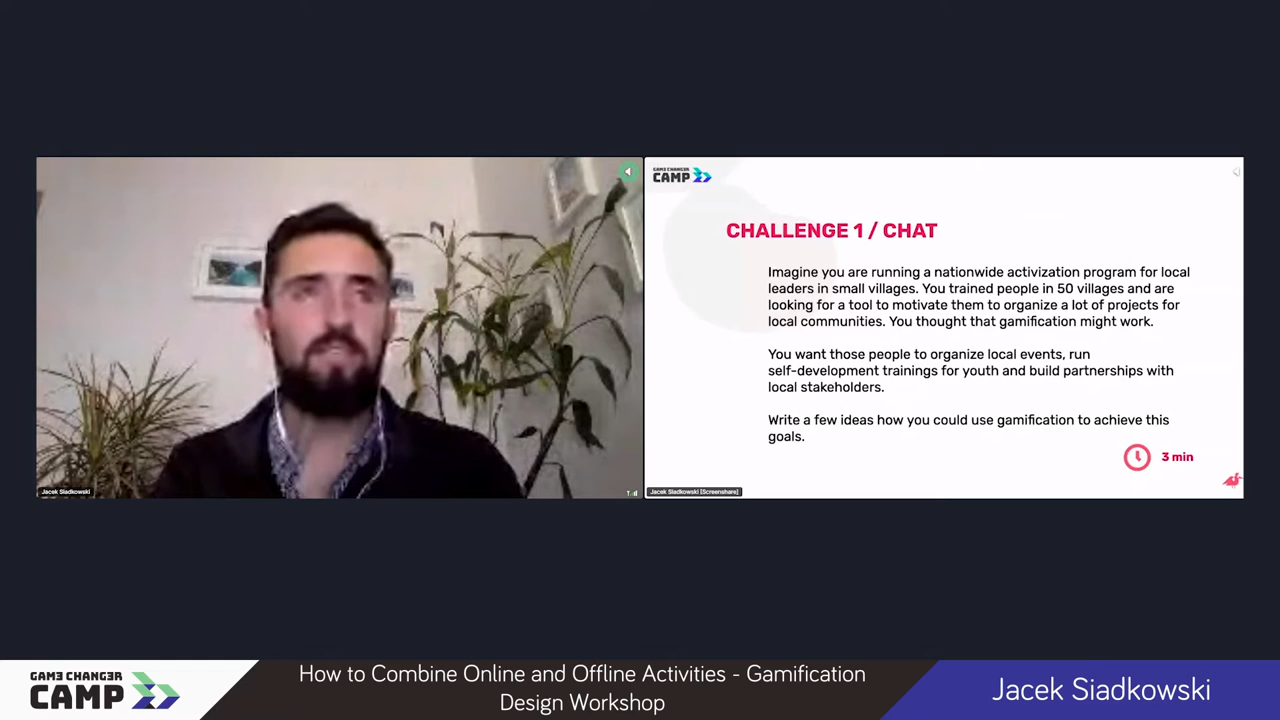 GAM3 CHANG3R
CAMP
CHALLENGE 1 / CHAT
Imagine you are running a nationwide activization program for local
leaders in small villages. You trained people in 50 villages and are
looking for a tool to motivate them to organize a lot of projects for
local communities. You thought that gamification might work.
You want those people to organize local events, run
self-development trainings for youth and build partnerships with
local stakeholders.
Write a few ideas how you could use gamification to achieve this
goals.
3 min
Jacek Siadkowski
Jacek Siadkowski [Screenshare]
GAM3 CHANG3R
CAMP
How to Combine Online and Offline Activities - Gamification
Design Workshop
Jacek Siadkowski